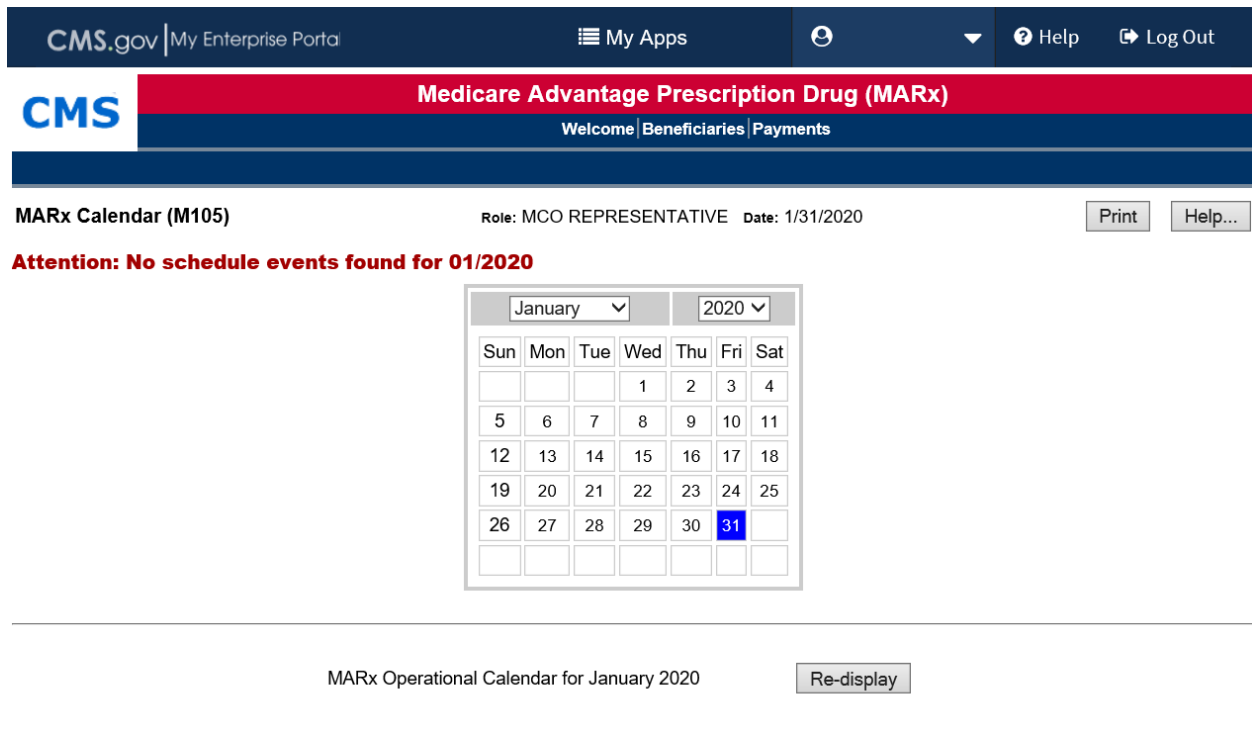 CMS.gov My Enterprise Portal My Apps Help Log Out
CMS
Medicare Advantage Prescription Drug (MARx)
Welcome|Beneficiaries|Payments
MARx Calendar (M105) Role: MCO REPRESENTATIVE Date: 1/31/2020 Print Help...
Attention: No schedule events found for 01/2020
January 2020
Sun Mon Tue Wed Thu Fri Sat
1 2 3 4
5 6 7 8 9 10 11
12 13 14 15 16 17 18
19 20 21 22 23 24 25
26 27 28 29 30 31
MARx Operational Calendar for January 2020 Re-display